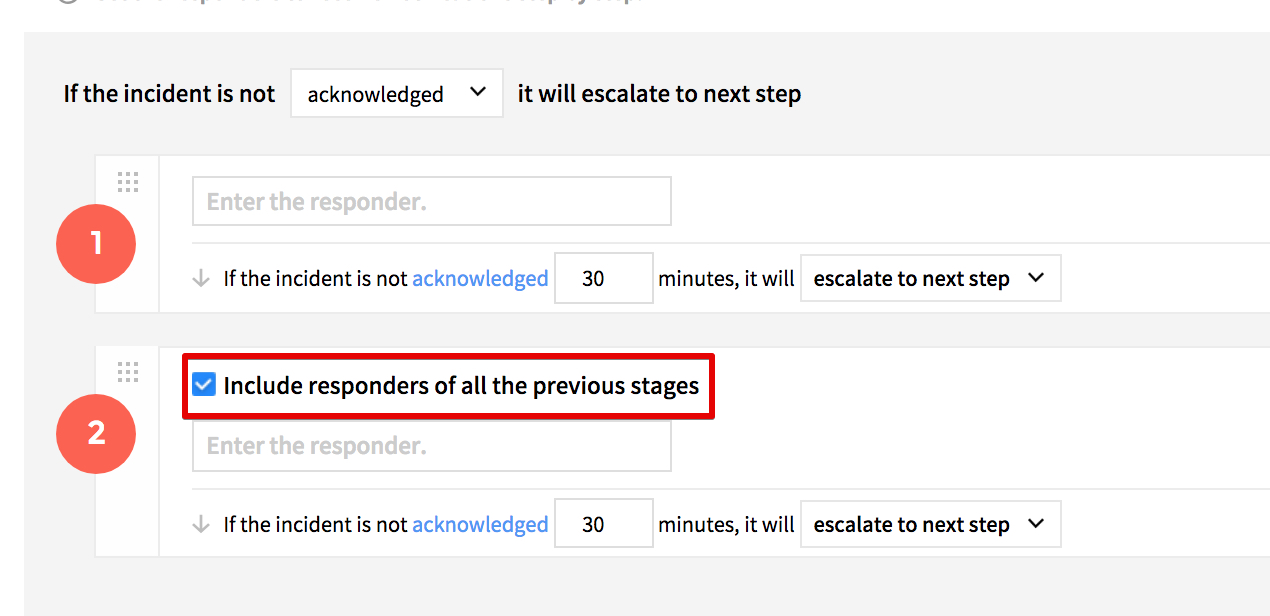 If the incident is not acknowledged it will escalate to next step
Enter the responder.
1
If the incident is not acknowledged 30 minutes, it will escalate to next step
Include responders of all the previous stages
2
Enter the responder.
If the incident is not acknowledged 30 minutes, it will escalate to next step